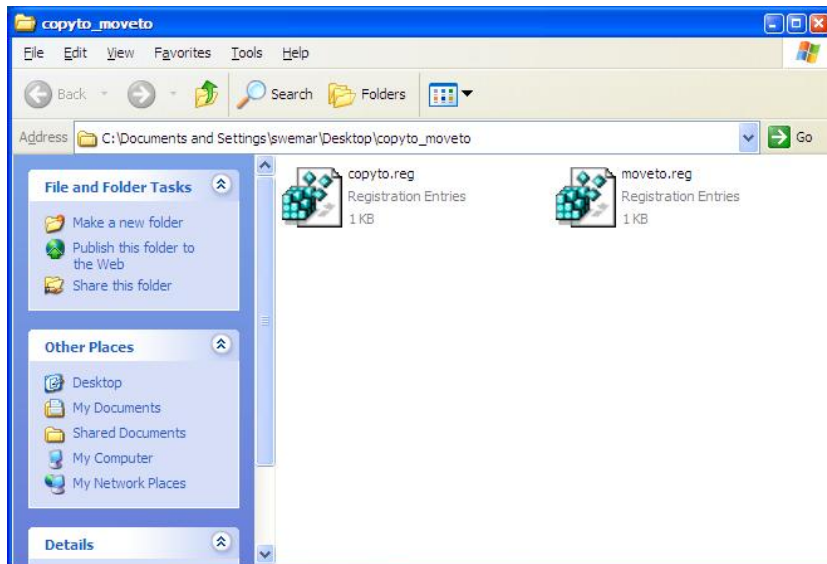 copyto_moveto
File Edit View Favorites Tools Help
Back Search Folders
Address C:\Documents and Settings\swemar\Desktop\copyto_moveto Go
File and Folder Tasks
Make a new folder
Publish this folder to
the Web
Share this folder
Other Places
Desktop
My Documents
Shared Documents
My Computer
My Network Places
Details
copyto.reg
Registration Entries
1 KB
moveto.reg
Registration Entries
1 KB